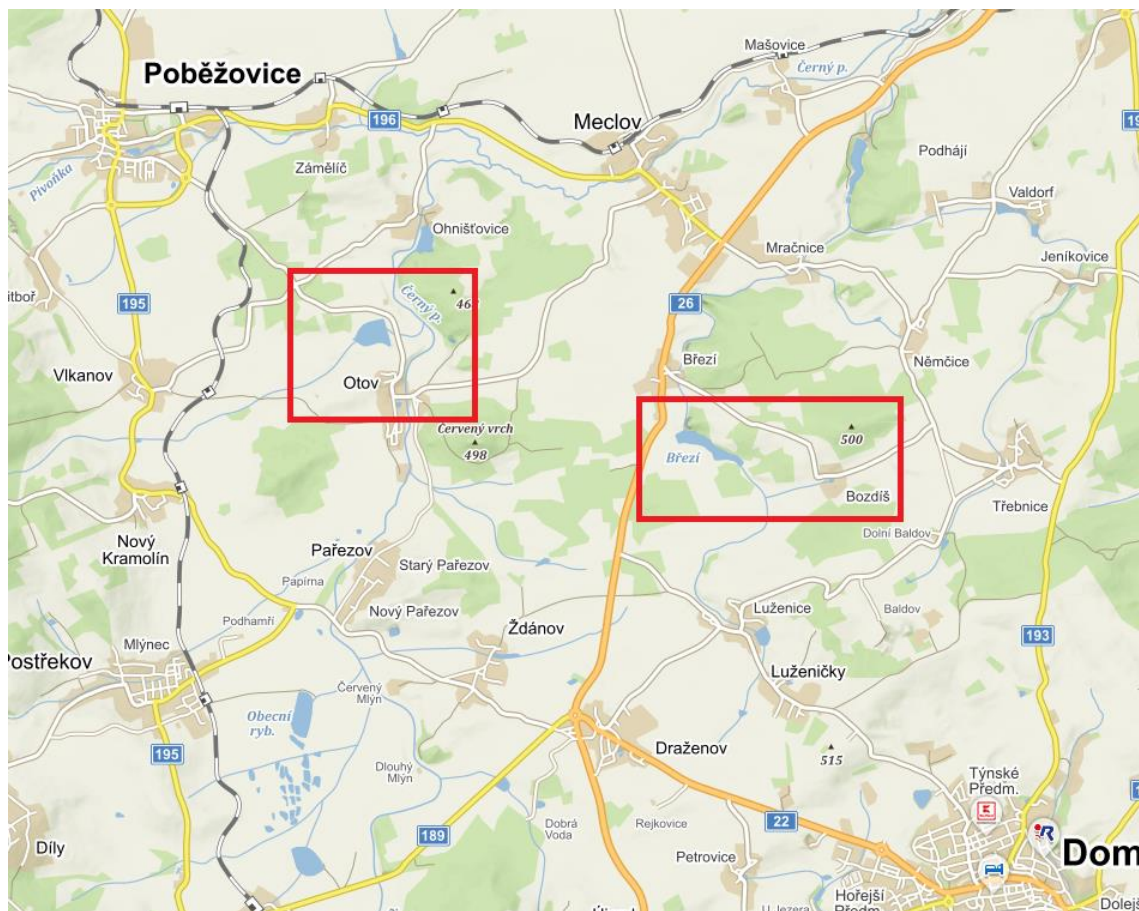 Mašovice
Černý p.
Poběžovice
196
Meclov
Zámělíč
Podhájí
Pivoňka
Valdorf
Ohnišťovice
Mračnice
Jeníkovice
Černý p.
195
26
Vlkanov
Otov
Březí
Němčice
Červený vrch
498
500
Březí
Bozdíš
Třebnice
Nový
Kramolín
Dolní Baldov
Pařezov
Starý Pařezov
Papírna
Podhamří
Nový Pařezov
Luženice
Baldov
Ždánov
193
Mlýnec
Postřekov
Luženičky
Červený
Mlýn
Obecní
ryb.
195
Draženov
515
Dlouhý
Mlýn
Týnské
Předm.
22
Dobrá
Voda
Rejkovice
189
Díly
Petrovice
Dom
Hořejší
Předm.
U Jezera
Dolejš